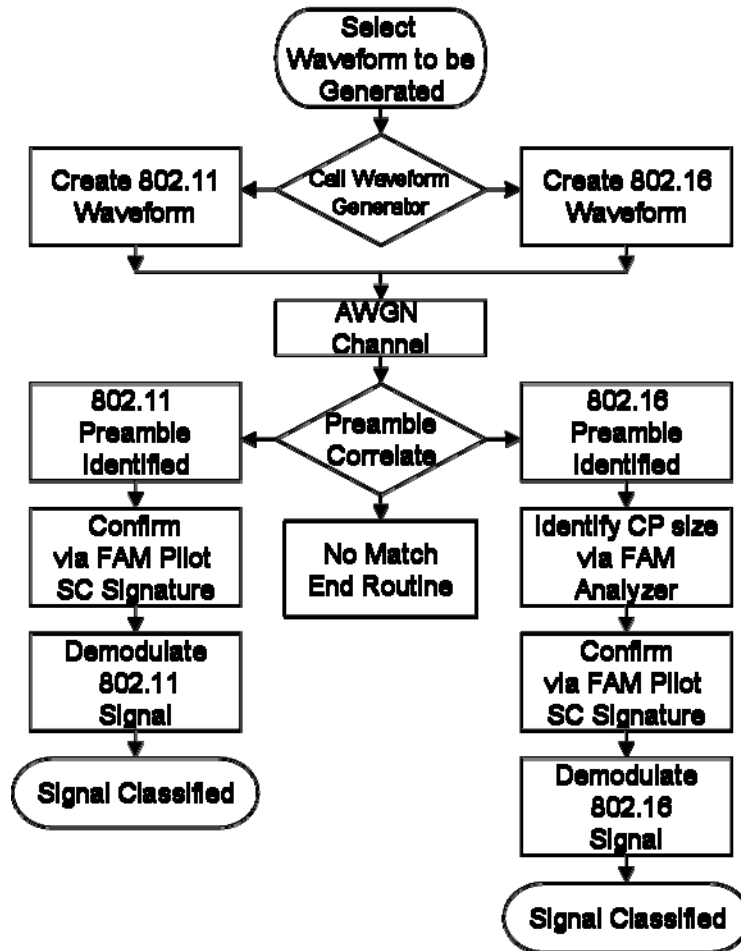 Select
Waveform to be
Generated
Create 802.11
Waveform
Call Waveform
Generator
Create 802.16
Waveform
AWGN
Channel
802.11
Preamble
Identified
Preamble
Correlate
802.16
Preamble
Identified
Confirm
via FAM Pilot
SC Signature
No Match
End Routine
Identify CP size
via FAM
Analyzer
Demodulate
802.11
Signal
Confirm
via FAM Pilot
SC Signature
Signal Classified
Demodulate
802.16
Signal
Signal Classified